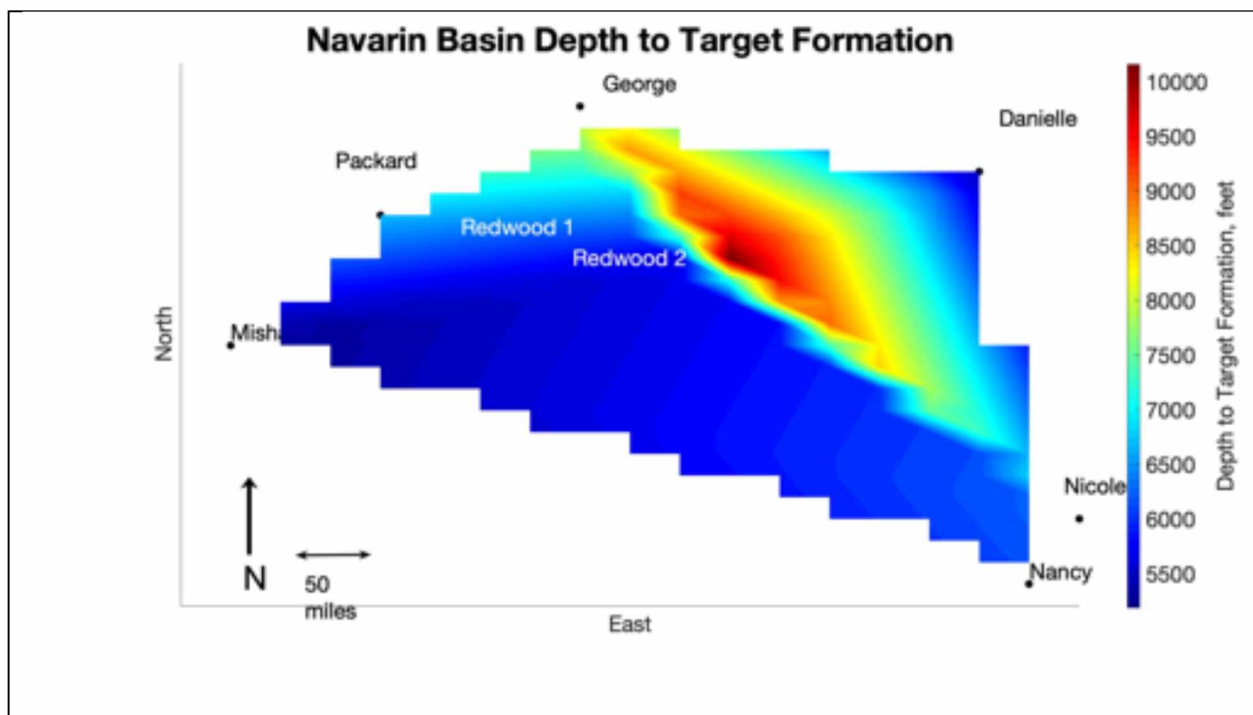 Navarin Basin Depth to Target Formation
George
Danielle
Packard
Redwood 1
Redwood 2
Misha
Nicole
Nancy
North
East
N
50
miles
10000
9500
9000
8500
8000
7500
7000
6500
6000
5500
Depth to Target Formation, feet